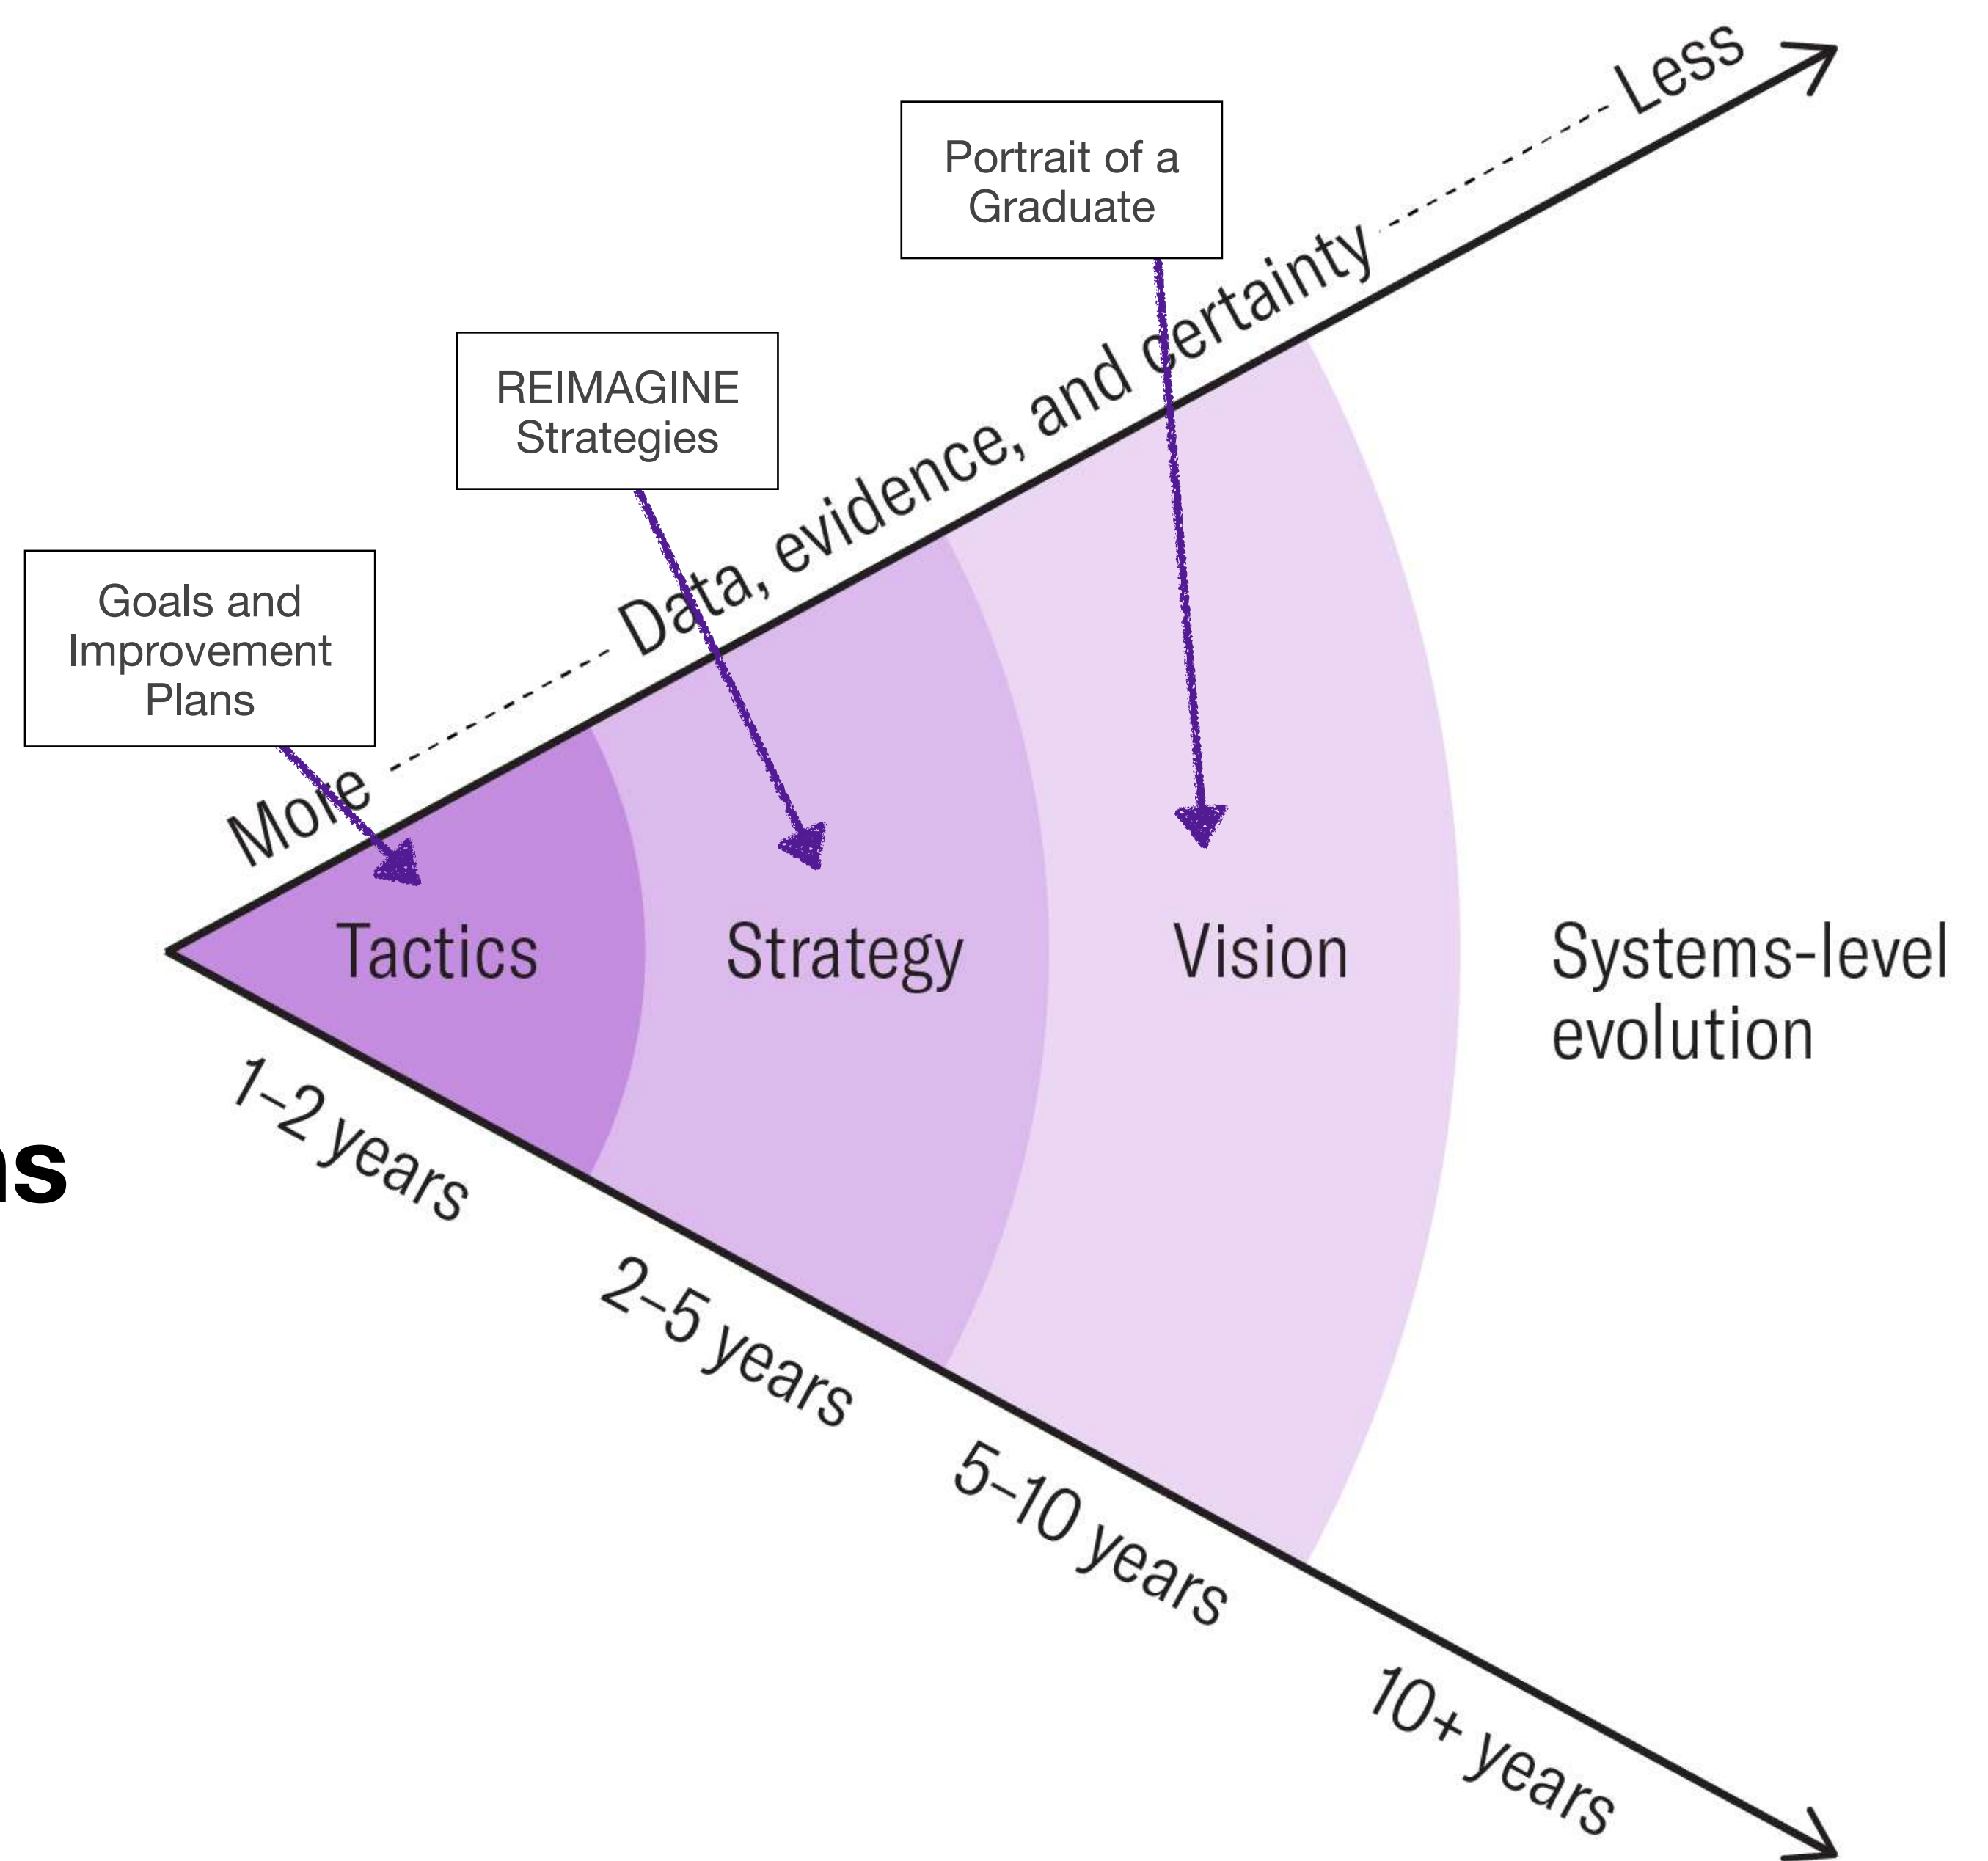 Less
Portrait of a
Graduate
Data, evidence, and certainty
REIMAGINE
Strategies
Goals and
Improvement
Plans
More
Tactics
Strategy
Vision
Systems-level
evolution
1–2 years
2–5 years
5–10 years
10+ years